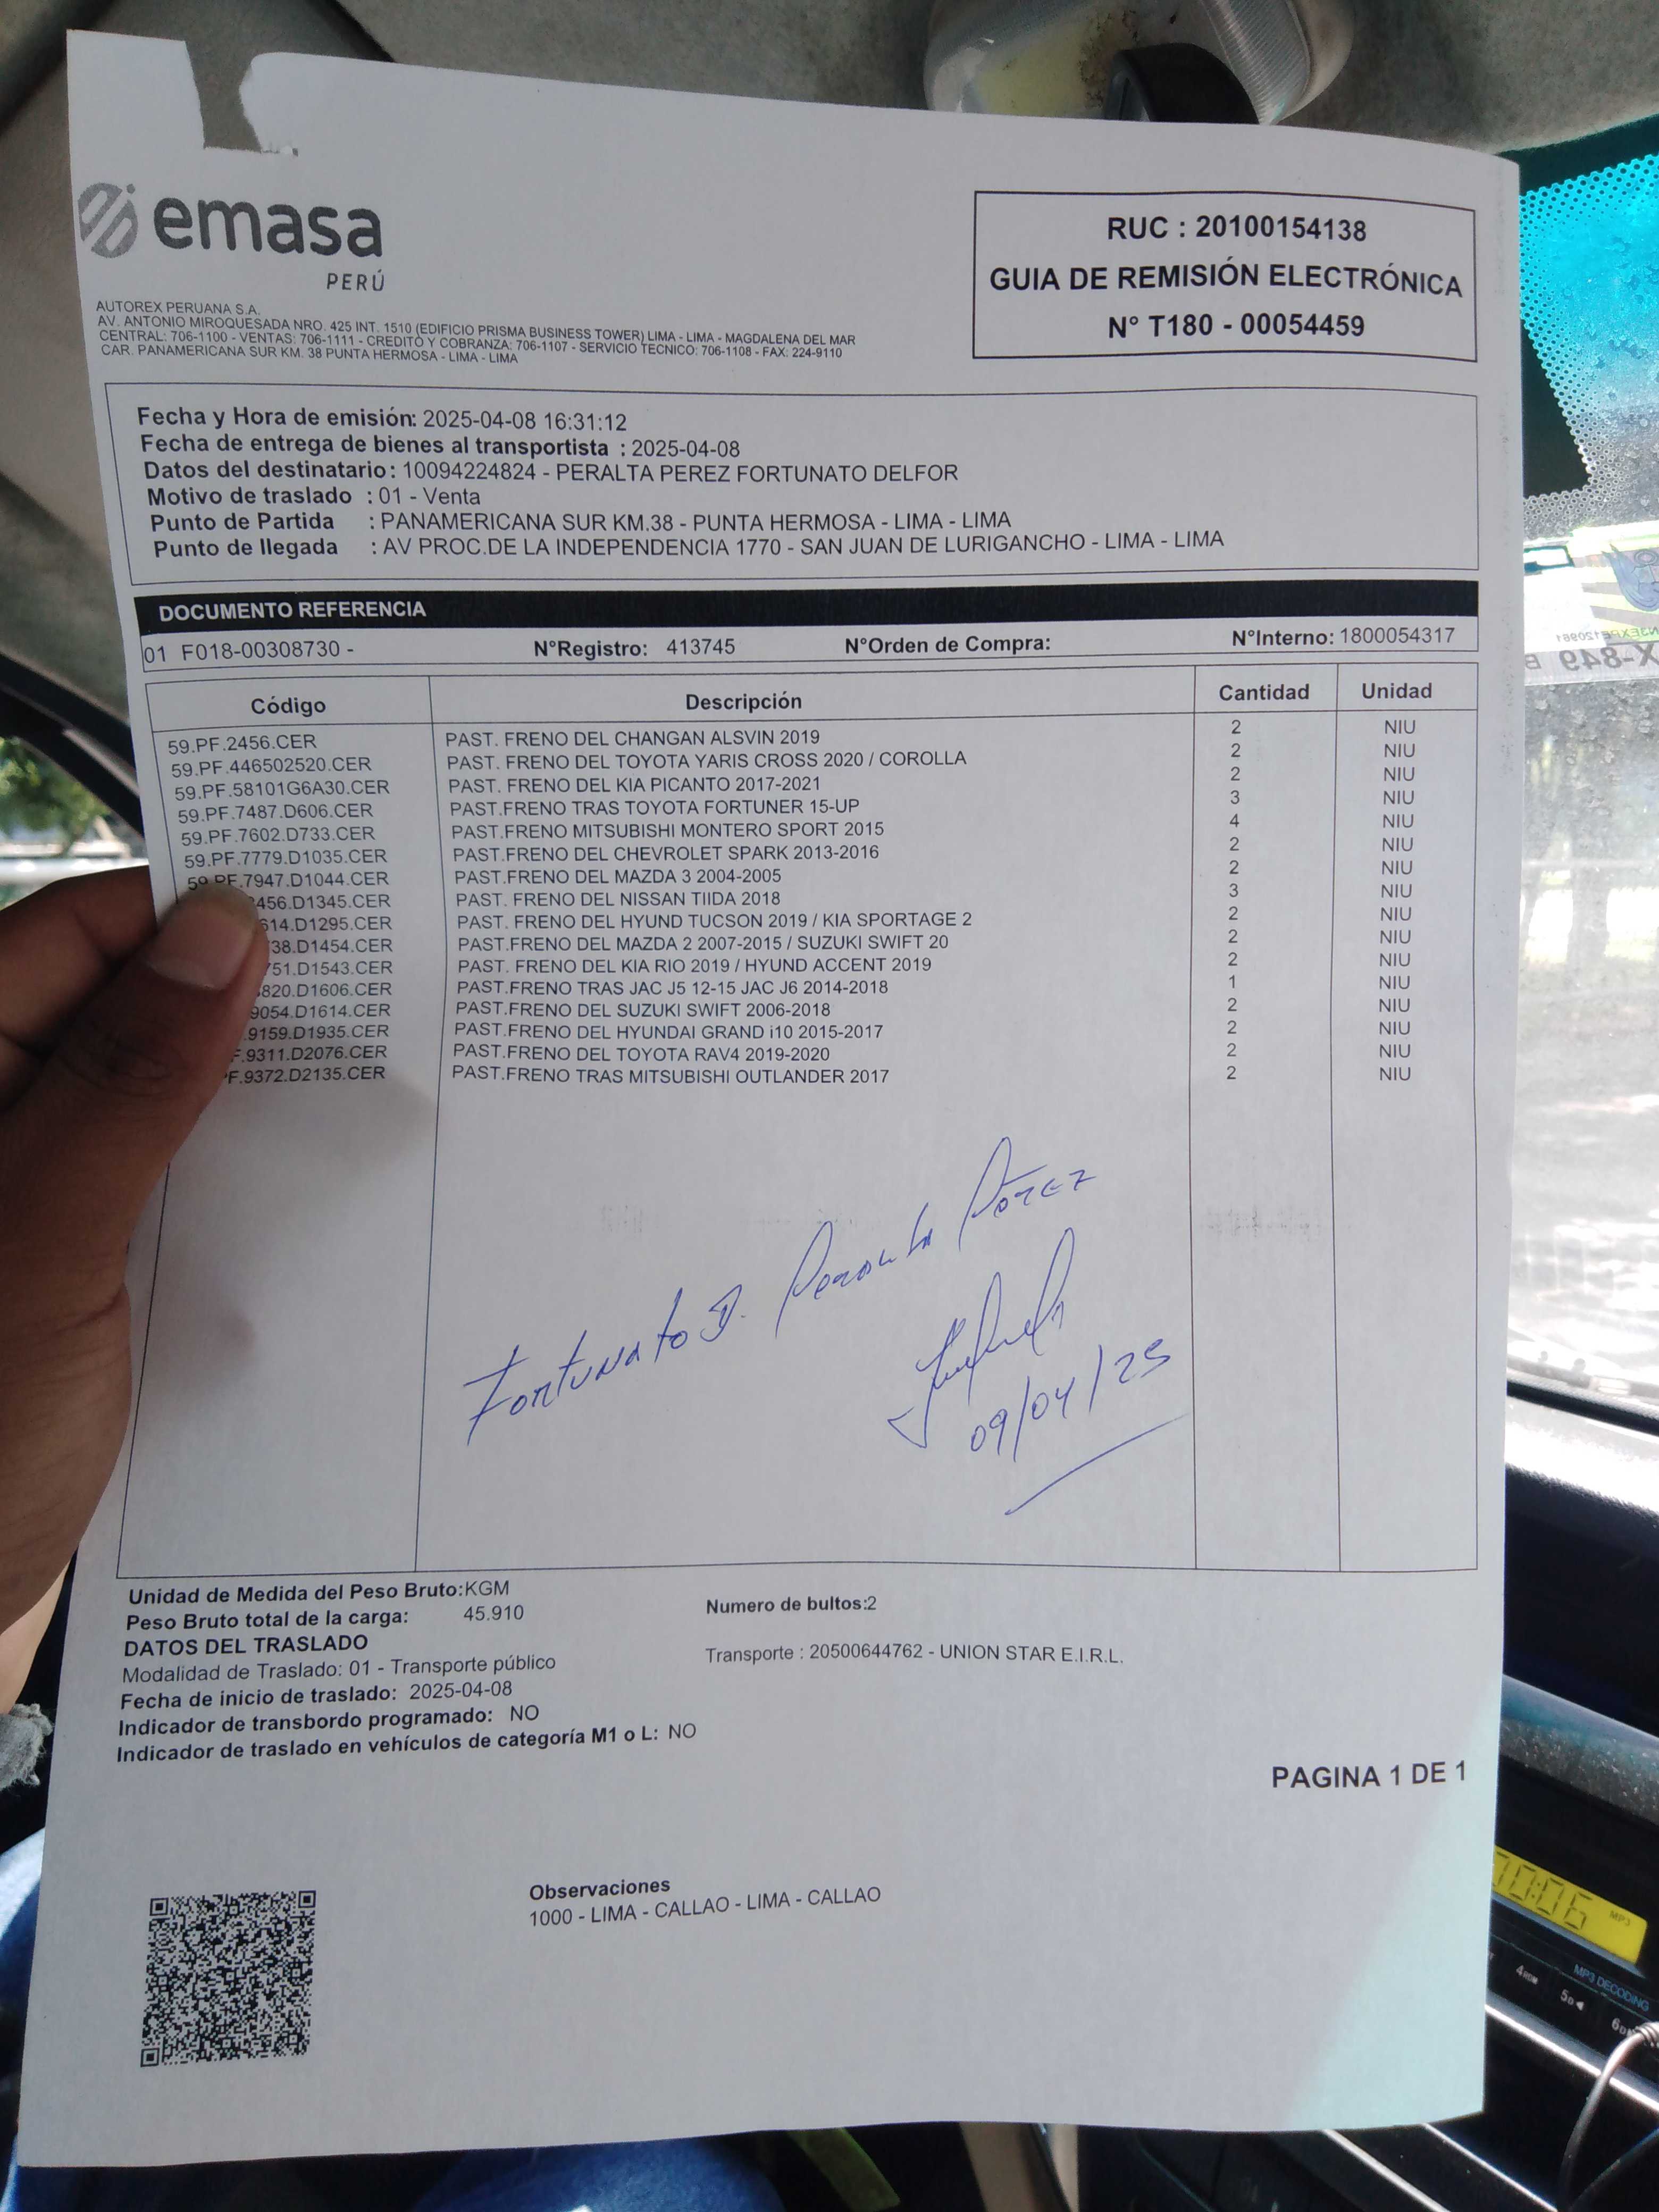 emasa
PERÚ
AUTOREX PERUANA S.A.
AV. ANTONIO MIROQUESADA NRO. 425 INT. 1510 (EDIFICIO PRISMA BUSINESS TOWER) LIMA - LIMA - MAGDALENA DEL MAR
CENTRAL: 706-1100 - VENTAS: 706-1111 - CREDITO Y COBRANZA: 706-1107 - SERVICIO TECNICO: 706-1108 - FAX: 224-9110
CAR. PANAMERICANA SUR KM. 38 PUNTA HERMOSA - LIMA - LIMA
RUC : 20100154138
GUIA DE REMISIÓN ELECTRÓNICA
N° T180 - 00054459
Fecha y Hora de emisión: 2025-04-08 16:31:12
Fecha de entrega de bienes al transportista : 2025-04-08
Datos del destinatario: 10094224824 - PERALTA PEREZ FORTUNATO DELFOR
Motivo de traslado : 01 - Venta
Punto de Partida : PANAMERICANA SUR KM.38 - PUNTA HERMOSA - LIMA - LIMA
Punto de llegada : AV PROC.DE LA INDEPENDENCIA 1770 - SAN JUAN DE LURIGANCHO - LIMA - LIMA
DOCUMENTO REFERENCIA
01 F018-00308730 - N°Registro: 413745 N°Orden de Compra: N°Interno: 1800054317
Código Descripción Cantidad Unidad
59.PF.2456.CER PAST. FRENO DEL CHANGAN ALSVIN 2019 2 NIU
59.PF.446502520.CER PAST. FRENO DEL TOYOTA YARIS CROSS 2020 / COROLLA 2 NIU
59.PF.58101G6A30.CER PAST. FRENO DEL KIA PICANTO 2017-2021 2 NIU
59.PF.7487.D606.CER PAST.FRENO TRAS TOYOTA FORTUNER 15-UP 3 NIU
59.PF.7602.D733.CER PAST.FRENO MITSUBISHI MONTERO SPORT 2015 4 NIU
59.PF.7779.D1035.CER PAST.FRENO DEL CHEVROLET SPARK 2013-2016 2 NIU
59.PF.7947.D1044.CER PAST.FRENO DEL MAZDA 3 2004-2005 2 NIU
456.D1345.CER PAST. FRENO DEL NISSAN TIIDA 2018 3 NIU
614.D1295.CER PAST. FRENO DEL HYUND TUCSON 2019 / KIA SPORTAGE 2 2 NIU
38.D1454.CER PAST.FRENO DEL MAZDA 2 2007-2015 / SUZUKI SWIFT 20 2 NIU
751.D1543.CER PAST. FRENO DEL KIA RIO 2019 / HYUND ACCENT 2019 2 NIU
820.D1606.CER PAST.FRENO TRAS JAC J5 12-15 JAC J6 2014-2018 1 NIU
9054.D1614.CER PAST.FRENO DEL SUZUKI SWIFT 2006-2018 2 NIU
.9159.D1935.CER PAST.FRENO DEL HYUNDAI GRAND i10 2015-2017 2 NIU
F.9311.D2076.CER PAST.FRENO DEL TOYOTA RAV4 2019-2020 2 NIU
F.9372.D2135.CER PAST.FRENO TRAS MITSUBISHI OUTLANDER 2017 2 NIU
Fortunato D. Peralta Pérez
09/04/25
Unidad de Medida del Peso Bruto:KGM
Peso Bruto total de la carga: 45.910 Numero de bultos:2
DATOS DEL TRASLADO
Modalidad de Traslado: 01 - Transporte público Transporte : 20500644762 - UNION STAR E.I.R.L.
Fecha de inicio de traslado: 2025-04-08
Indicador de transbordo programado: NO
Indicador de traslado en vehículos de categoría M1 o L: NO
PAGINA 1 DE 1
Observaciones
1000 - LIMA - CALLAO - LIMA - CALLAO
MP3
MP3 DECODING